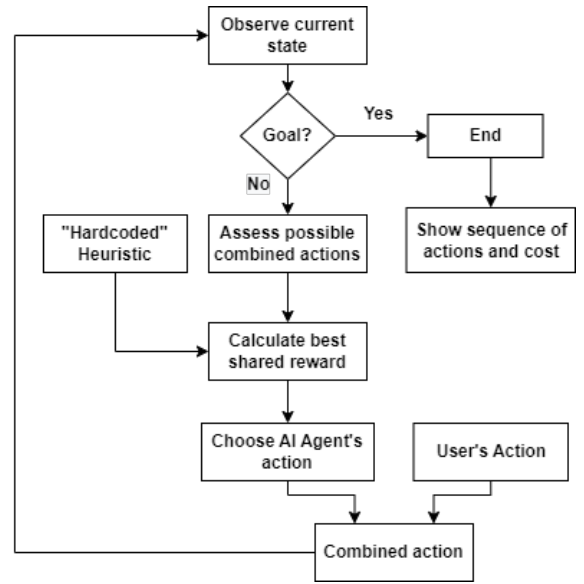 Observe current
state
Goal?
Yes
End
No
"Hardcoded"
Heuristic
Assess possible
combined actions
Show sequence of
actions and cost
Calculate best
shared reward
Choose AI Agent's
action
User's Action
Combined action